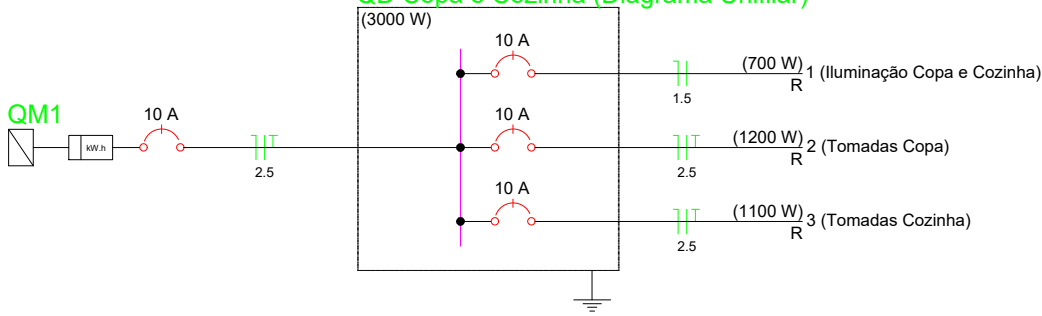 QD Copa e Cozinha (Diagrama Unifilar)
(3000 W)
10 A
(700 W)
1 (Iluminação Copa e Cozinha)
R
1.5
QM1
10 A
kW.h
2.5
10 A
(1200 W)
2 (Tomadas Copa)
R
2.5
10 A
(1100 W)
3 (Tomadas Cozinha)
R
2.5